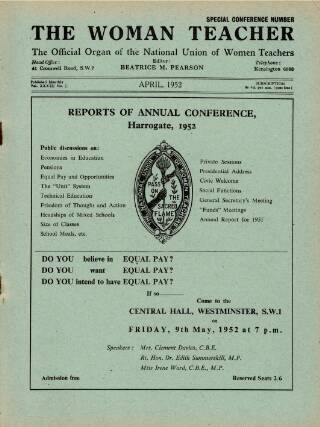 SPECIAL CONFERENCE NUMBER
THE WOMAN TEACHER
The Official Organ of the National Union of Women Teachers
Head Office:
41 Cromwell Road, S.W.7
Editor:
BEATRICE M. PEARSON
Telephone:
Kensington
Published Monthly
APRIL, 1952
SUBSCRIPTION:
REPORTS OF ANNUAL CONFERENCE,
Harrogate, 1952
Public discussions on:
Economies in Education
Pensions
Equal Pay and Opportunities
The "Unit" System
Technical Education
Freedom of Thought and Action
Headships of Mixed Schools
Size of Classes
School Meals, etc.
PASS ON THE SACRED FLAME
Private Sessions
Presidential Address
Civic Welcome
Social Functions
General Secretary's Meeting
"Funds" Meetings
Annual Report for 1951
DO YOU believe in EQUAL PAY?
DO YOU want EQUAL PAY?
DO YOU intend to have EQUAL PAY?
If so
Come to the
CENTRAL HALL, WESTMINSTER, S.W.1
on
FRIDAY, 9th May, 1952 at 7 p.m.
Speakers: Mrs. Clement Davies, C.B.E.
Rt. Hon. Dr. Edith Summerskill, M.P.
Miss Irene Ward, C.B.E., M.P.
Admission free
Reserved Seats 2/6